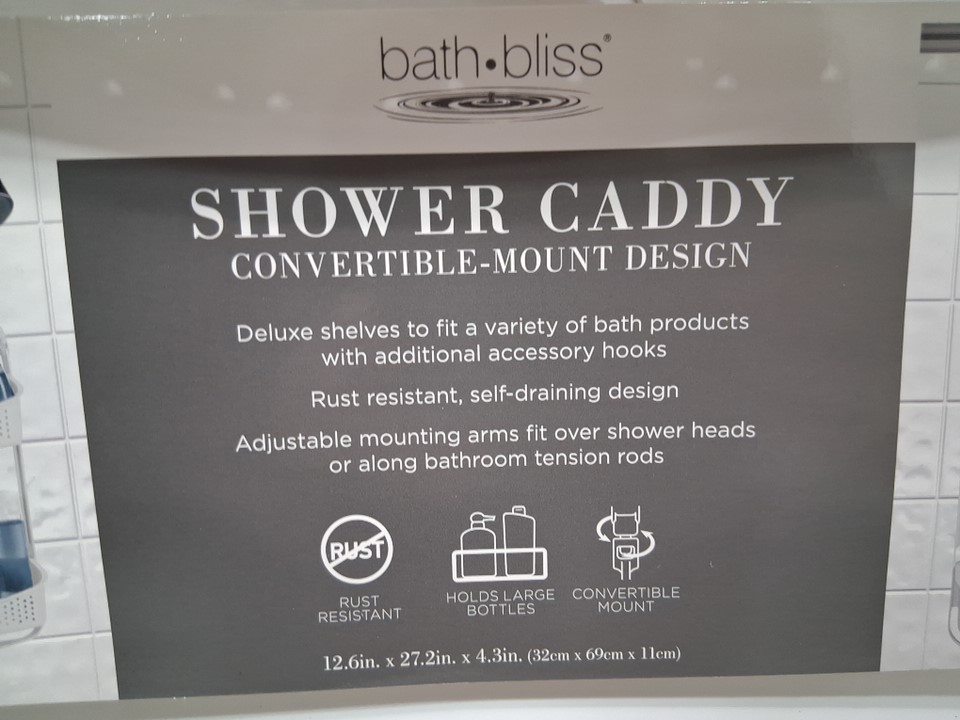 bath•bliss®
SHOWER CADDY
CONVERTIBLE-MOUNT DESIGN
Deluxe shelves to fit a variety of bath products
with additional accessory hooks
Rust resistant, self-draining design
Adjustable mounting arms fit over shower heads
or along bathroom tension rods
RUST
RUST
RESISTANT
HOLDS LARGE
BOTTLES
CONVERTIBLE
MOUNT
12.6in. x 27.2in. x 4.3in. (32cm x 69cm x 11cm)